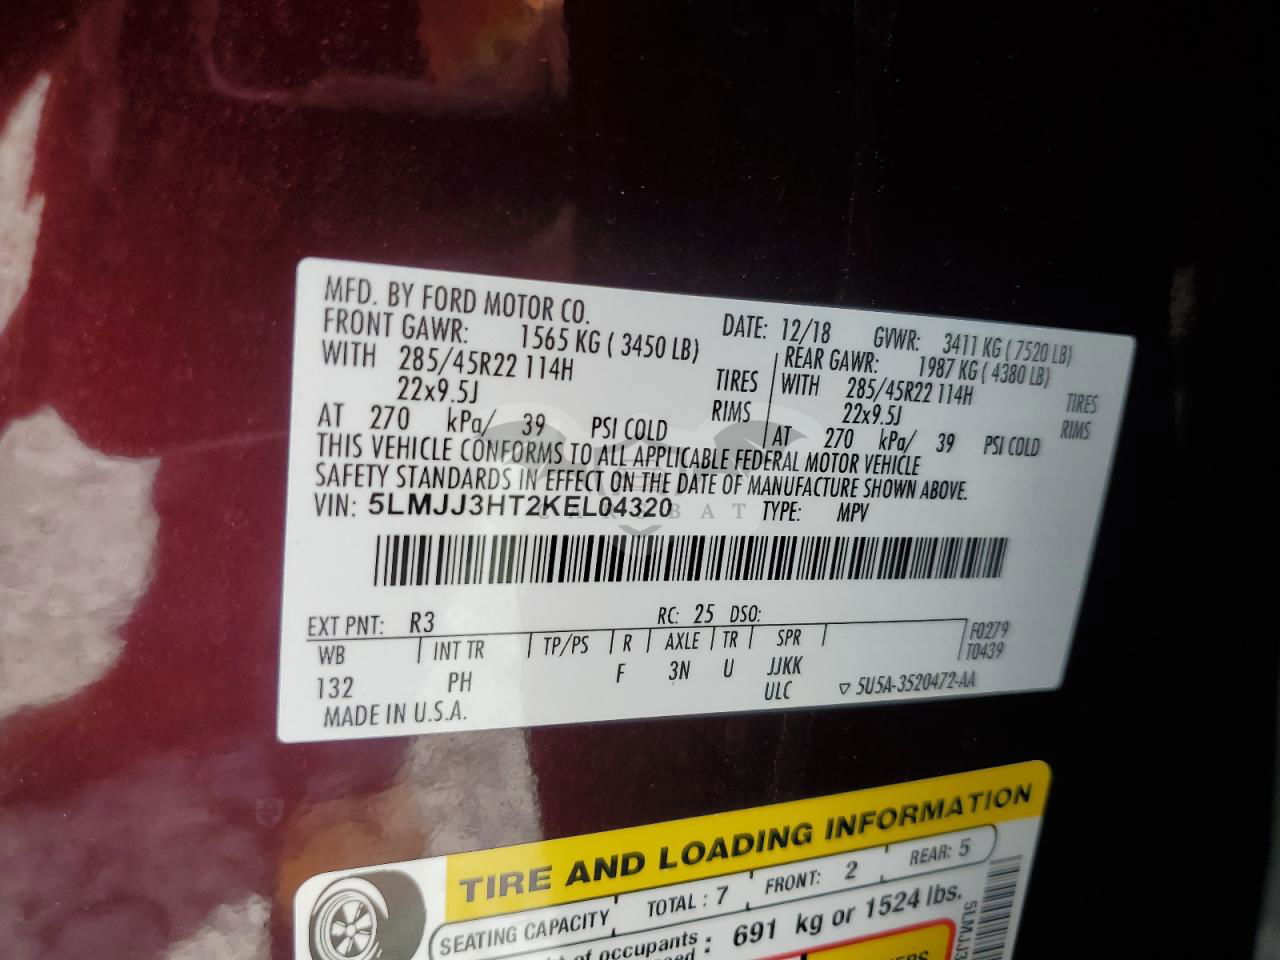 MFD. BY FORD MOTOR CO.
DATE: 12/18 GVWR: 3411 KG ( 7520 LB)
FRONT GAWR: 1565 KG ( 3450 LB)
REAR GAWR: 1987 KG ( 4380 LB)
WITH 285/45R22 114H TIRES
WITH 285/45R22 114H TIRES
22x9.5J RIMS
22x9.5J RIMS
AT 270 kPa/ 39 PSI COLD
AT 270 kPa/ 39 PSI COLD
THIS VEHICLE CONFORMS TO ALL APPLICABLE FEDERAL MOTOR VEHICLE
SAFETY STANDARDS IN EFFECT ON THE DATE OF MANUFACTURE SHOWN ABOVE.
VIN: 5LMJJ3HT2KEL04320 TYPE: MPV
EXT PNT: R3 RC: 25 DSO:
WB INT TR TP/PS R AXLE TR SPR F0279
T0439
132 PH F 3N U JJKK
ULC
MADE IN U.S.A. 5U5A-3520472-AA
TIRE AND LOADING INFORMATION
SEATING CAPACITY TOTAL : 7 FRONT: 2 REAR: 5
of occupants : 691 kg or 1524 lbs.
5LMJJ3